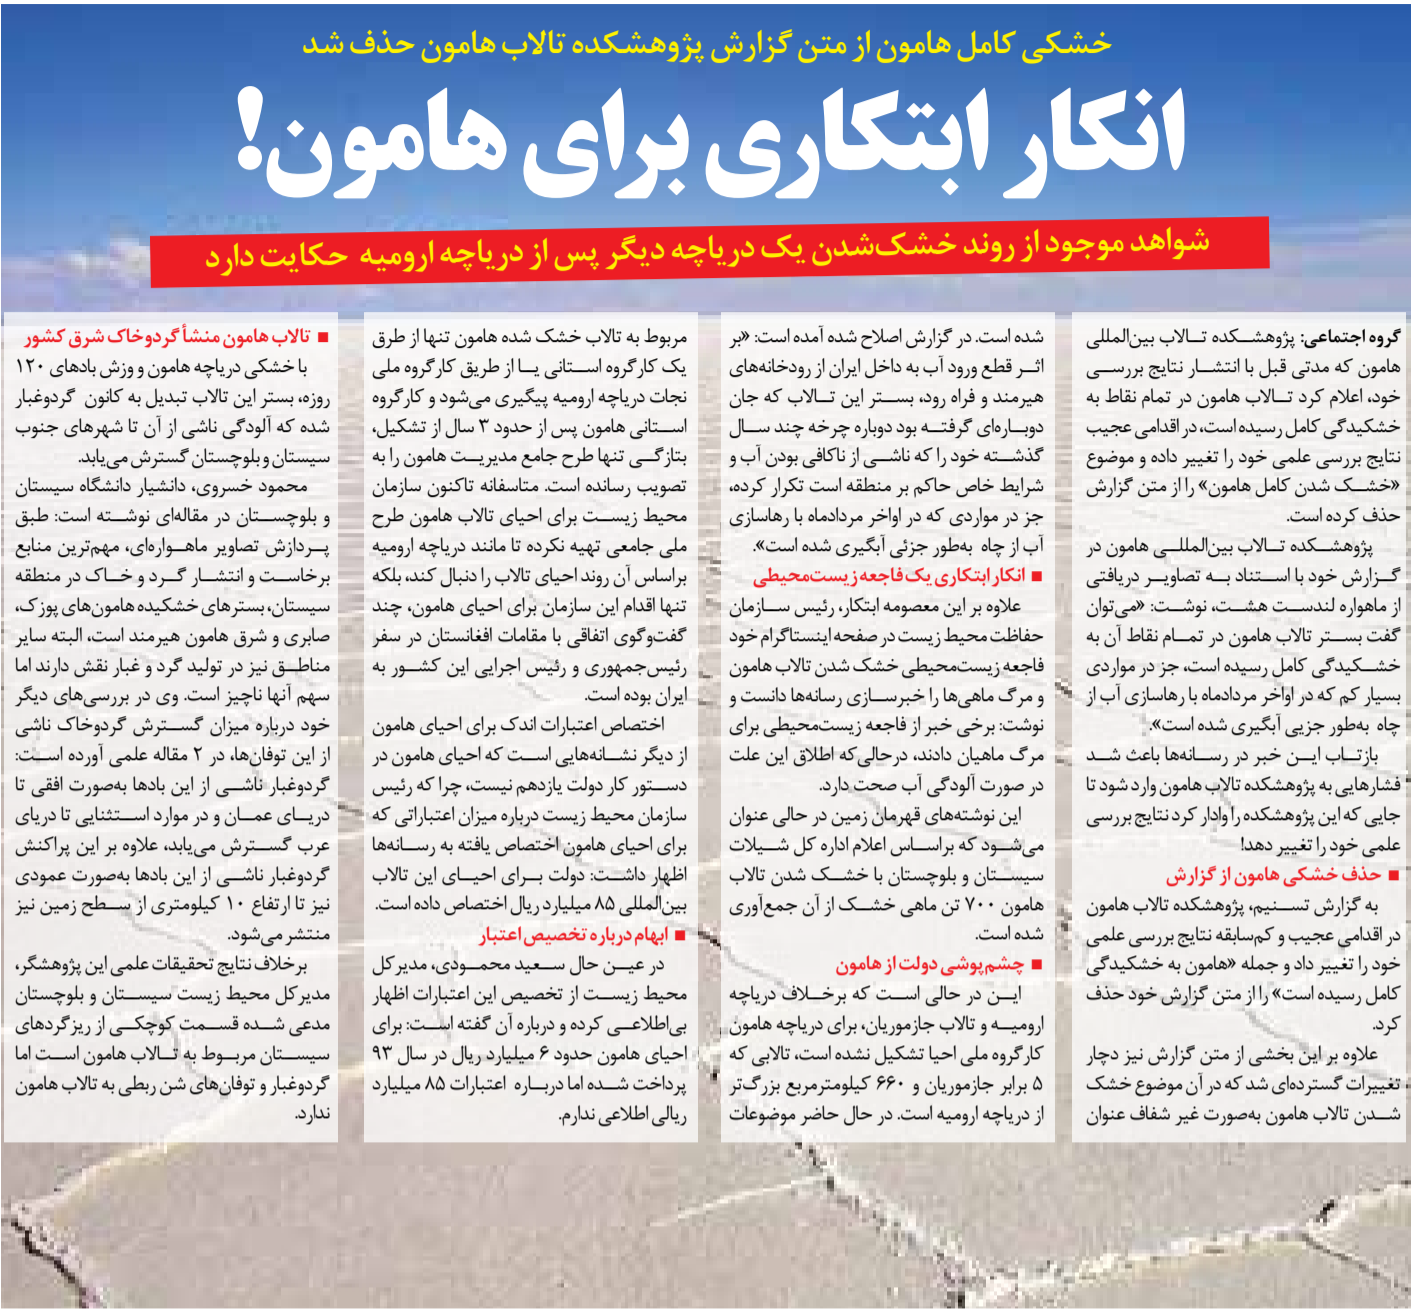 خشکی کامل هامون از متن گزارش پژوهشکده تالاب هامون حذف شد
انکار ابتکاری برای هامون!
شواهد موجود از روند خشک‌شدن یک دریاچه دیگر پس از دریاچه ارومیه حکایت دارد
گروه اجتماعی: پژوهشکده تالاب بین‌المللی
هامون که مدتی قبل با انتشار نتایج بررسی
خود، اعلام کرد تالاب هامون در تمام نقاط به
خشکیدگی کامل رسیده است، در اقدامی عجیب
نتایج بررسی علمی خود را تغییر داده و موضوع
«خشک شدن کامل هامون» را از متن گزارش
حذف کرده است.
پژوهشکده تالاب بین‌المللی هامون در
گزارش خود با استناد به تصاویر دریافتی
از ماهواره لندست هشت، نوشت: «می‌توان
گفت بستر تالاب هامون در تمام نقاط آن به
خشکیدگی کامل رسیده است، جز در مواردی
بسیار کم که در اواخر مردادماه با رهاسازی آب از
چاه به‌طور جزیی آبگیری شده است».
بازتاب این خبر در رسانه‌ها باعث شد
فشارهایی به پژوهشکده تالاب هامون وارد شود تا
جایی که این پژوهشکده را وادار کرد نتایج بررسی
علمی خود را تغییر دهد!
■ حذف خشکی هامون از گزارش
به گزارش تسنیم، پژوهشکده تالاب هامون
در اقدامی عجیب و کم‌سابقه نتایج بررسی علمی
خود را تغییر داد و جمله «هامون به خشکیدگی
کامل رسیده است» را از متن گزارش خود حذف
کرد.
علاوه بر این بخشی از متن گزارش نیز دچار
تغییرات گسترده‌ای شد که در آن موضوع خشک
شدن تالاب هامون به‌صورت غیر شفاف عنوان
شده است. در گزارش اصلاح شده آمده است: «بر
اثر قطع ورود آب به داخل ایران از رودخانه‌های
هیرمند و فراه رود، بستر این تالاب که جان
دوباره‌ای گرفته بود دوباره چرخه چند سال
گذشته خود را که ناشی از ناکافی بودن آب و
شرایط خاص حاکم بر منطقه است تکرار کرده،
جز در مواردی که در اواخر مردادماه با رهاسازی
آب از چاه به‌طور جزئی آبگیری شده است».
■ انکار ابتکاری یک فاجعه زیست‌محیطی
علاوه بر این معصومه ابتکار، رئیس سازمان
حفاظت محیط زیست در صفحه اینستاگرام خود
فاجعه زیست‌محیطی خشک شدن تالاب هامون
و مرگ ماهی‌ها را خبرسازی رسانه‌ها دانست و
نوشت: برخی خبر از فاجعه زیست‌محیطی برای
مرگ ماهیان دادند، درحالی‌که اطلاق این علت
در صورت آلودگی آب صحت دارد.
این نوشته‌های قهرمان زمین در حالی عنوان
می‌شود که براساس اعلام اداره کل شیلات
سیستان و بلوچستان با خشک شدن تالاب
هامون ۷۰۰ تن ماهی خشک از آن جمع‌آوری
شده است.
■ چشم‌پوشی دولت از هامون
این در حالی است که برخلاف دریاچه
ارومیه و تالاب جازموریان، برای دریاچه هامون
کارگروه ملی احیا تشکیل نشده است، تالابی که
۵ برابر جازموریان و ۶۶۰ کیلومترمربع بزرگ‌تر
از دریاچه ارومیه است. در حال حاضر موضوعات
مربوط به تالاب خشک شده هامون تنها از طرق
یک کارگروه استانی یا از طریق کارگروه ملی
نجات دریاچه ارومیه پیگیری می‌شود و کارگروه
استانی هامون پس از حدود ۳ سال از تشکیل،
بتازگی تنها طرح جامع مدیریت هامون را به
تصویب رسانده است. متاسفانه تاکنون سازمان
محیط زیست برای احیای تالاب هامون طرح
ملی جامعی تهیه نکرده تا مانند دریاچه ارومیه
براساس آن روند احیای تالاب را دنبال کند، بلکه
تنها اقدام این سازمان برای احیای هامون، چند
گفت‌وگوی اتفاقی با مقامات افغانستان در سفر
رئیس‌جمهوری و رئیس اجرایی این کشور به
ایران بوده است.
اختصاص اعتبارات اندک برای احیای هامون
از دیگر نشانه‌هایی است که احیای هامون در
دستور کار دولت یازدهم نیست، چرا که رئیس
سازمان محیط زیست درباره میزان اعتباراتی که
برای احیای هامون اختصاص یافته به رسانه‌ها
اظهار داشت: دولت برای احیای این تالاب
بین‌المللی ۸۵ میلیارد ریال اختصاص داده است.
■ ابهام درباره تخصیص اعتبار
در عین حال سعید محمودی، مدیرکل
محیط زیست از تخصیص این اعتبارات اظهار
بی‌اطلاعی کرده و درباره آن گفته است: برای
احیای هامون حدود ۶ میلیارد ریال در سال ۹۳
پرداخت شده اما درباره اعتبارات ۸۵ میلیارد
ریالی اطلاعی ندارم.
■ تالاب هامون منشأ گردوخاک شرق کشور
با خشکی دریاچه هامون و وزش بادهای ۱۲۰
روزه، بستر این تالاب تبدیل به کانون گردوغبار
شده که آلودگی ناشی از آن تا شهرهای جنوب
سیستان و بلوچستان گسترش می‌یابد.
محمود خسروی، دانشیار دانشگاه سیستان
و بلوچستان در مقاله‌ای نوشته است: طبق
پردازش تصاویر ماهواره‌ای، مهم‌ترین منابع
برخاست و انتشار گرد و خاک در منطقه
سیستان، بسترهای خشکیده هامون‌های پوزک،
صابری و شرق هامون هیرمند است، البته سایر
مناطق نیز در تولید گرد و غبار نقش دارند اما
سهم آنها ناچیز است. وی در بررسی‌های دیگر
خود درباره میزان گسترش گردوخاک ناشی
از این توفان‌ها، در ۲ مقاله علمی آورده است:
گردوغبار ناشی از این بادها به‌صورت افقی تا
دریای عمان و در موارد استثنایی تا دریای
عرب گسترش می‌یابد، علاوه بر این پراکنش
گردوغبار ناشی از این بادها به‌صورت عمودی
نیز تا ارتفاع ۱۰ کیلومتری از سطح زمین نیز
منتشر می‌شود.
برخلاف نتایج تحقیقات علمی این پژوهشگر،
مدیرکل محیط زیست سیستان و بلوچستان
مدعی شده قسمت کوچکی از ریزگردهای
سیستان مربوط به تالاب هامون است اما
گردوغبار و توفان‌های شن ربطی به تالاب هامون
ندارد.